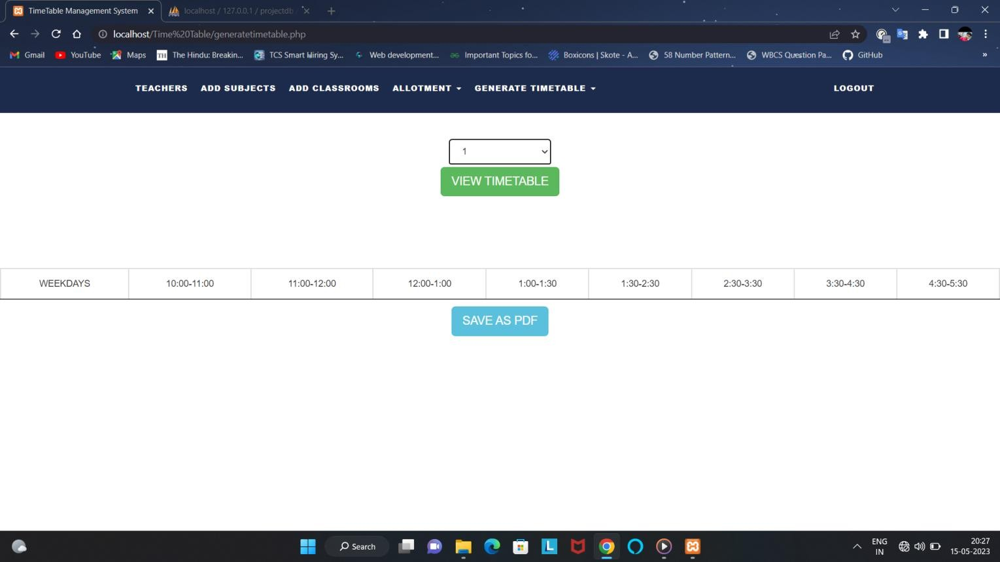 TimeTable Management System
localhost / 127.0.0.1 / projectdb
localhost/Time%20Table/generatetimetable.php
Gmail YouTube Maps TH The Hindu: Breakin... TCS Smart Hiring Sy... Web development... Important Topics fo... Boxicons | Skote - A... 58 Number Pattern... WBCS Question Pa... GitHub »
TEACHERS ADD SUBJECTS ADD CLASSROOMS ALLOTMENT GENERATE TIMETABLE LOGOUT
1
VIEW TIMETABLE
WEEKDAYS 10:00-11:00 11:00-12:00 12:00-1:00 1:00-1:30 1:30-2:30 2:30-3:30 3:30-4:30 4:30-5:30
SAVE AS PDF
Search
L
ENG
IN
20:27
15-05-2023